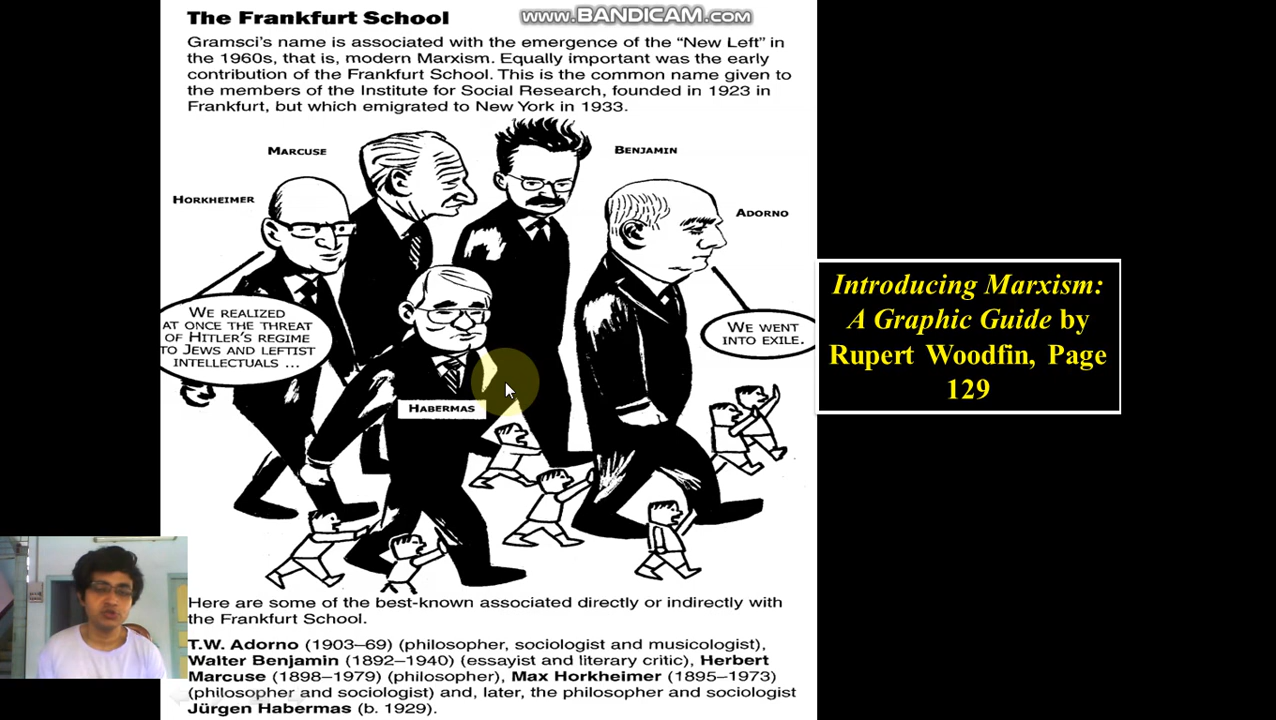 The Frankfurt School
www.BANDICAM.com
Gramsci's name is associated with the emergence of the “New Left” in
the 1960s, that is, modern Marxism. Equally important was the early
contribution of the Frankfurt School. This is the common name given to
the members of the Institute for Social Research, founded in 1923 in
Frankfurt, but which emigrated to New York in 1933.
MARCUSE
BENJAMIN
HORKHEIMER
ADORNO
WE REALIZED
AT ONCE THE THREAT
OF HITLER'S REGIME
TO JEWS AND LEFTIST
INTELLECTUALS ...
WE WENT
INTO EXILE.
HABERMAS
Introducing Marxism:
A Graphic Guide by
Rupert Woodfin, Page
129
Here are some of the best-known associated directly or indirectly with
the Frankfurt School.
T.W. Adorno (1903–69) (philosopher, sociologist and musicologist),
Walter Benjamin (1892–1940) (essayist and literary critic), Herbert
Marcuse (1898–1979) (philosopher), Max Horkheimer (1895–1973)
(philosopher and sociologist) and, later, the philosopher and sociologist
Jürgen Habermas (b. 1929).